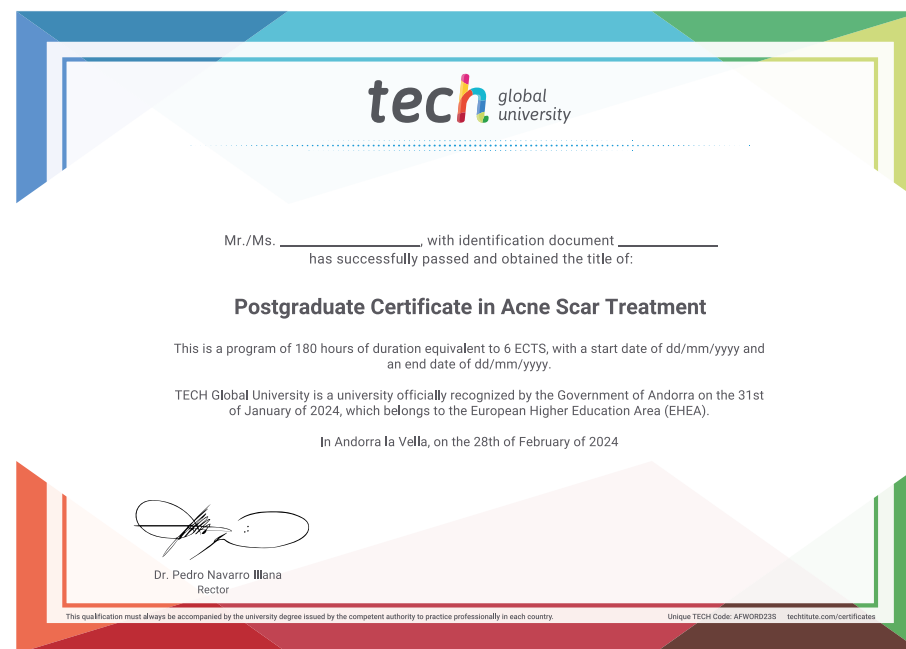 tech global
university
Mr./Ms. ____________________, with identification document ______________
has successfully passed and obtained the title of:
Postgraduate Certificate in Acne Scar Treatment
This is a program of 180 hours of duration equivalent to 6 ECTS, with a start date of dd/mm/yyyy and
an end date of dd/mm/yyyy.
TECH Global University is a university officially recognized by the Government of Andorra on the 31st
of January of 2024, which belongs to the European Higher Education Area (EHEA).
In Andorra la Vella, on the 28th of February of 2024
Dr. Pedro Navarro Illana
Rector
This qualification must always be accompanied by the university degree issued by the competent authority to practice professionally in each country. Unique TECH Code: AFWORD23S techtitute.com/certificates